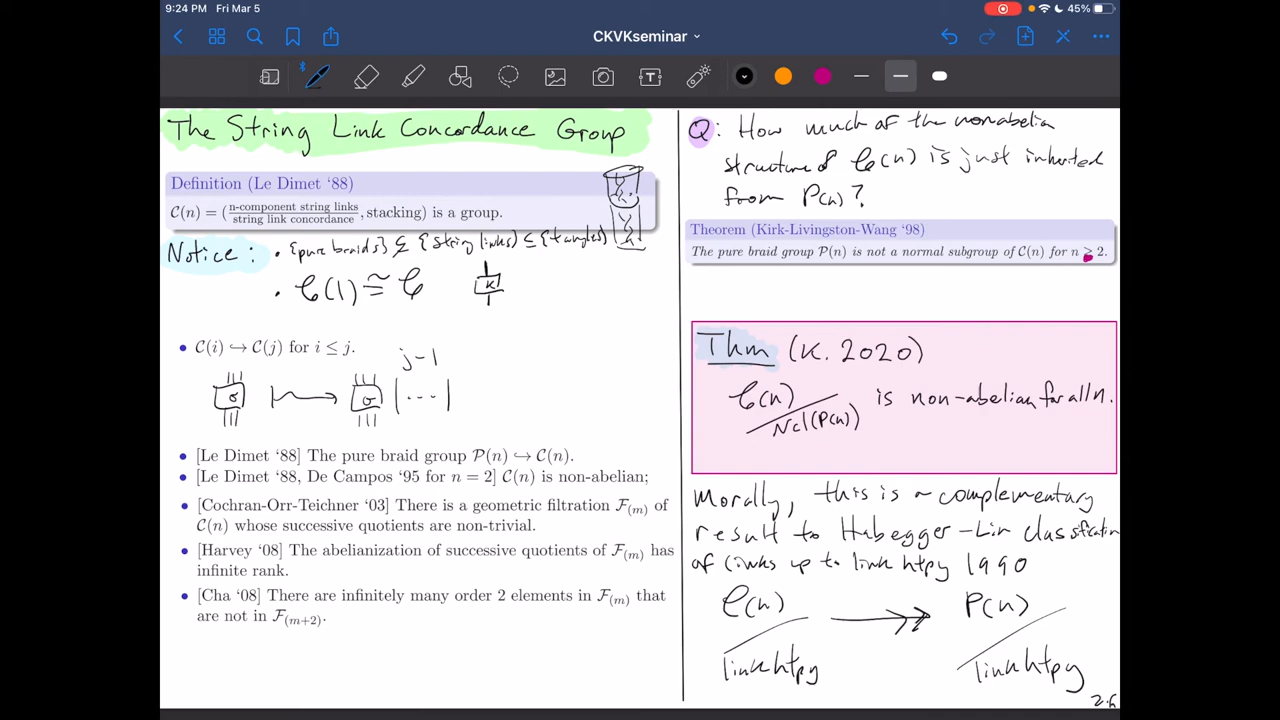 9:24 PM Fri Mar 5
45%
CKVKseminar
The String Link Concordance Group
Definition (Le Dimet ‘88)
C(n) = (n-component string links / string link concordance, stacking) is a group.
Notice:
• {pure braids} ⊊ {string links} ⊆ {tangles}
• C(1) ≅ C
K
• C(i) ↪ C(j) for i ≤ j.
j-1
σ ↦ σ |...|
• [Le Dimet ‘88] The pure braid group P(n) ↪ C(n).
• [Le Dimet ‘88, De Campos ‘95 for n = 2] C(n) is non-abelian;
• [Cochran-Orr-Teichner ‘03] There is a geometric filtration F(m) of
C(n) whose successive quotients are non-trivial.
• [Harvey ‘08] The abelianization of successive quotients of F(m) has
infinite rank.
• [Cha ‘08] There are infinitely many order 2 elements in F(m) that
are not in F(m+2).
Q: How much of the nonabelian
structure of C(n) is just inherited
from P(n)?
Theorem (Kirk-Livingston-Wang ‘98)
The pure braid group P(n) is not a normal subgroup of C(n) for n ≥ 2.
Thm (K. 2020)
C(n) / Ncl(P(n)) is non-abelian for all n.
Morally, this is a complementary
result to Habegger-Lin classification
of links up to link htpy 1990
C(n) / link htpy ↠ P(n) / link htpy